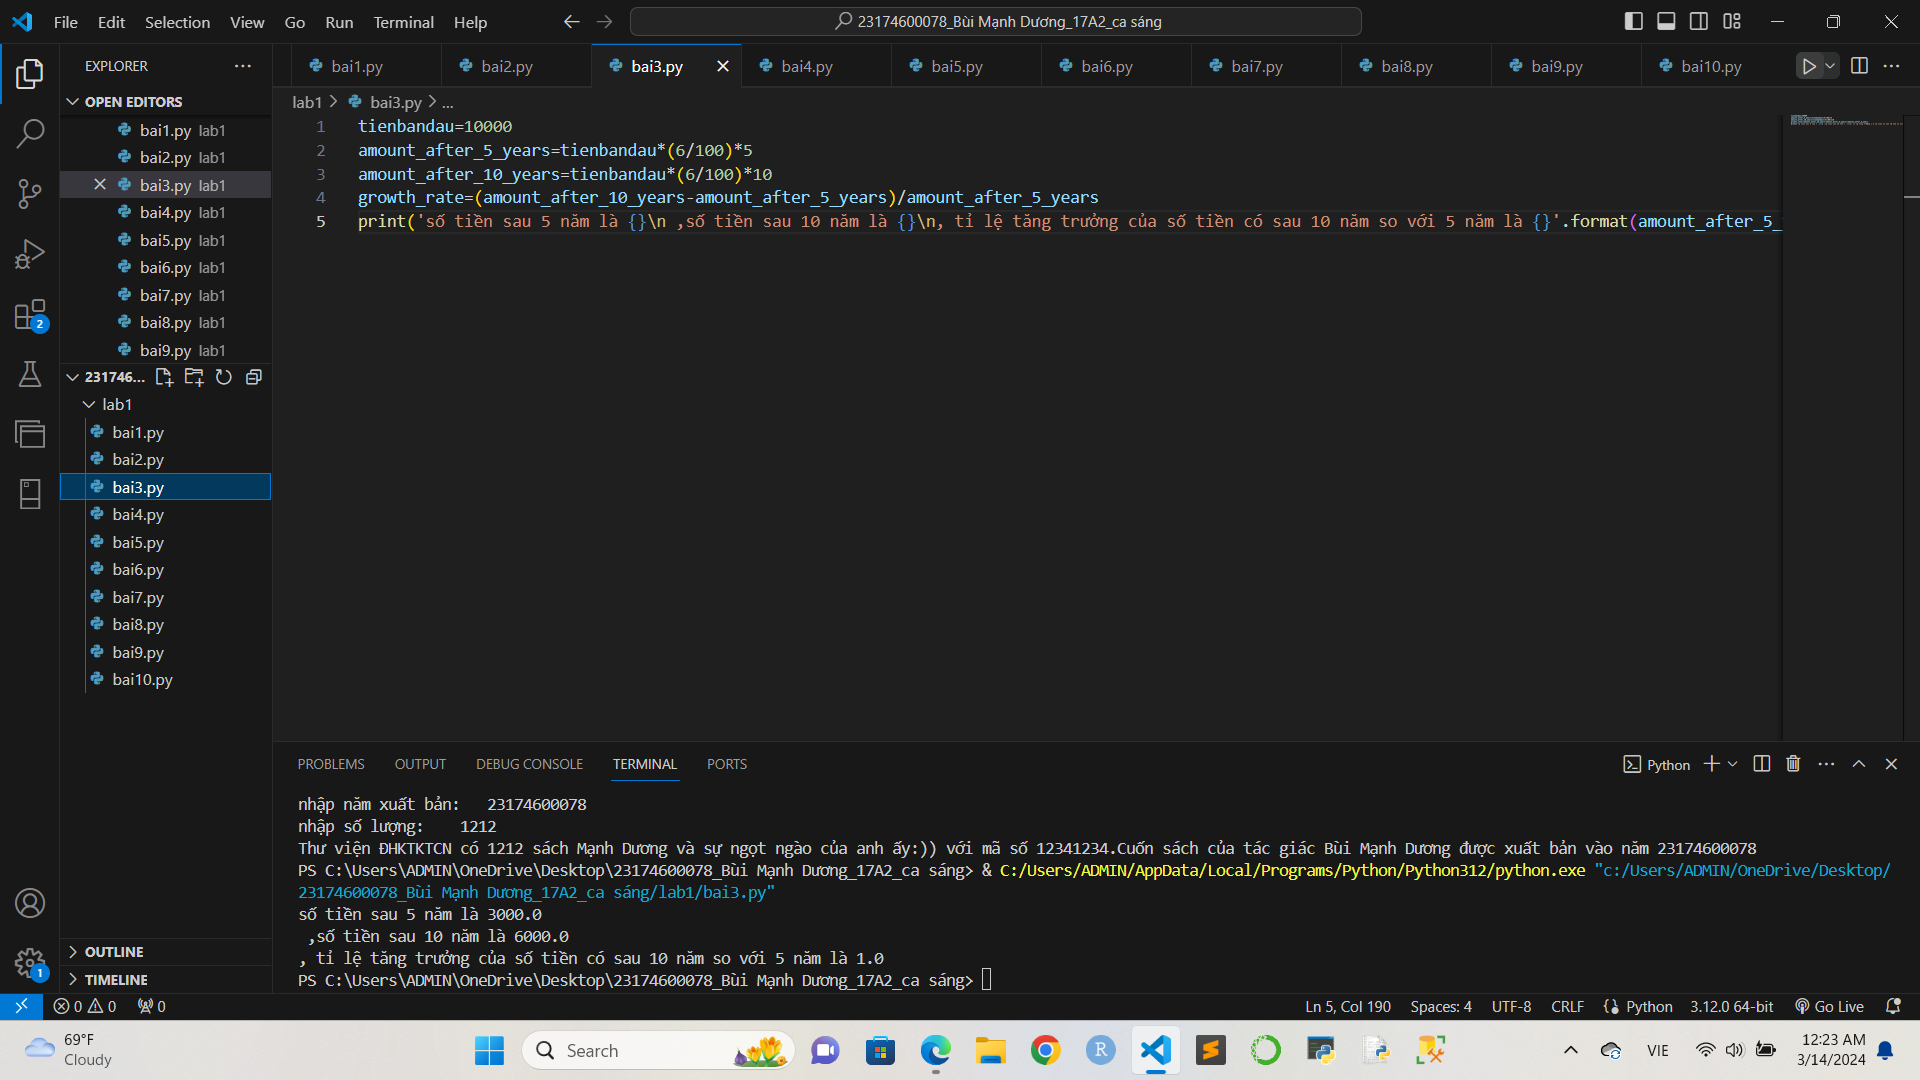 File Edit Selection View Go Run Terminal Help
23174600078_Bùi Mạnh Dương_17A2_ca sáng
EXPLORER
bai1.py bai2.py bai3.py bai4.py bai5.py bai6.py bai7.py bai8.py bai9.py bai10.py
OPEN EDITORS
bai1.py lab1
bai2.py lab1
bai3.py lab1
bai4.py lab1
bai5.py lab1
bai6.py lab1
bai7.py lab1
bai8.py lab1
bai9.py lab1
231746...
lab1
bai1.py
bai2.py
bai3.py
bai4.py
bai5.py
bai6.py
bai7.py
bai8.py
bai9.py
bai10.py
OUTLINE
TIMELINE
2
1
lab1 > bai3.py > ...
1 tienbandau=10000
2 amount_after_5_years=tienbandau*(6/100)*5
3 amount_after_10_years=tienbandau*(6/100)*10
4 growth_rate=(amount_after_10_years-amount_after_5_years)/amount_after_5_years
5 print('số tiền sau 5 năm là {}\n ,số tiền sau 10 năm là {}\n, tỉ lệ tăng trưởng của số tiền có sau 10 năm so với 5 năm là {}'.format(amount_after_5_
PROBLEMS OUTPUT DEBUG CONSOLE TERMINAL PORTS
Python
nhập năm xuất bản: 23174600078
nhập số lượng: 1212
Thư viện ĐHKTKTCN có 1212 sách Mạnh Dương và sự ngọt ngào của anh ấy:)) với mã số 12341234.Cuốn sách của tác giác Bùi Mạnh Dương được xuất bản vào năm 23174600078
PS C:\Users\ADMIN\OneDrive\Desktop\23174600078_Bùi Mạnh Dương_17A2_ca sáng> & C:/Users/ADMIN/AppData/Local/Programs/Python/Python312/python.exe "c:/Users/ADMIN/OneDrive/Desktop/
23174600078_Bùi Mạnh Dương_17A2_ca sáng/lab1/bai3.py"
số tiền sau 5 năm là 3000.0
,số tiền sau 10 năm là 6000.0
, tỉ lệ tăng trưởng của số tiền có sau 10 năm so với 5 năm là 1.0
PS C:\Users\ADMIN\OneDrive\Desktop\23174600078_Bùi Mạnh Dương_17A2_ca sáng>
0 0 0
Ln 5, Col 190 Spaces: 4 UTF-8 CRLF Python 3.12.0 64-bit Go Live
69°F
Cloudy
Search
R
VIE
12:23 AM
3/14/2024